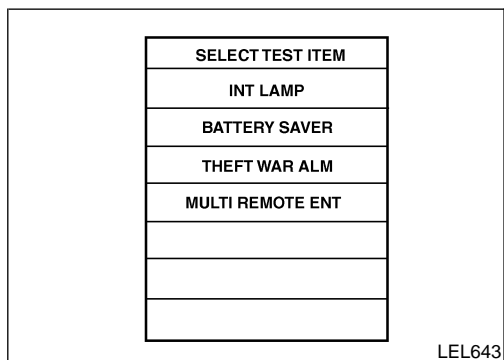 SELECT TEST ITEM
INT LAMP
BATTERY SAVER
THEFT WAR ALM
MULTI REMOTE ENT
LEL643